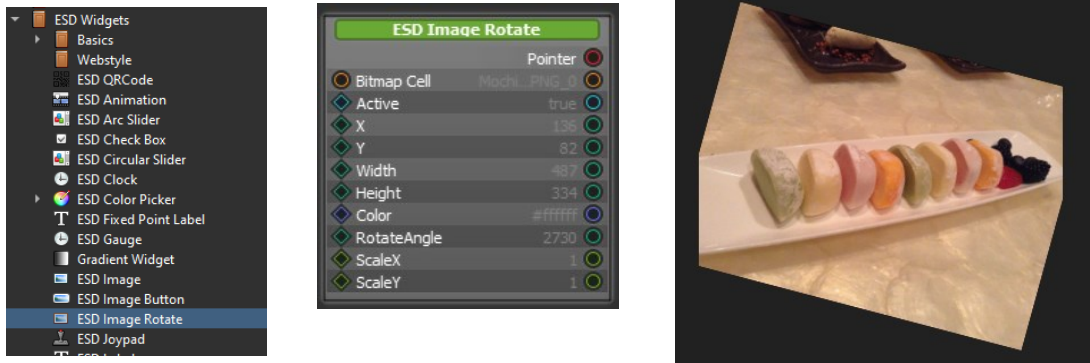 ESD Widgets
Basics
Webstyle
ESD QRCode
ESD Animation
ESD Arc Slider
ESD Check Box
ESD Circular Slider
ESD Clock
ESD Color Picker
ESD Fixed Point Label
ESD Gauge
Gradient Widget
ESD Image
ESD Image Button
ESD Image Rotate
ESD Joypad
ESD Image Rotate
Pointer
Bitmap Cell Mochi...PNG_0
Active true
X 136
Y 82
Width 487
Height 334
Color #ffffff
RotateAngle 2730
ScaleX 1
ScaleY 1